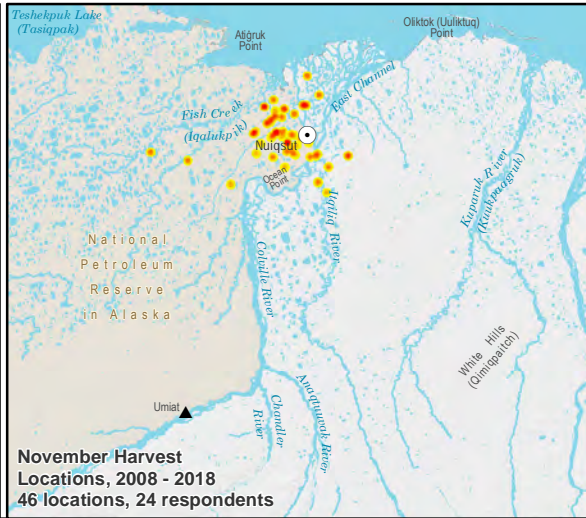 Teshekpuk Lake
(Tasiqpak)
Atigruk
Point
Oliktok (Uuliktuq)
Point
East Channel
Fish Creek
(Iqalukpik)
Nuiqsut
Ocean
Point
Itqiliq River
Kuparuk River
(Kuukpaagruk)
National
Petroleum
Reserve
in Alaska
Colville River
White Hills
(Qimiqpaitch)
Umiat
Chandler
River
Anaqtuuvak River
November Harvest
Locations, 2008 - 2018
46 locations, 24 respondents